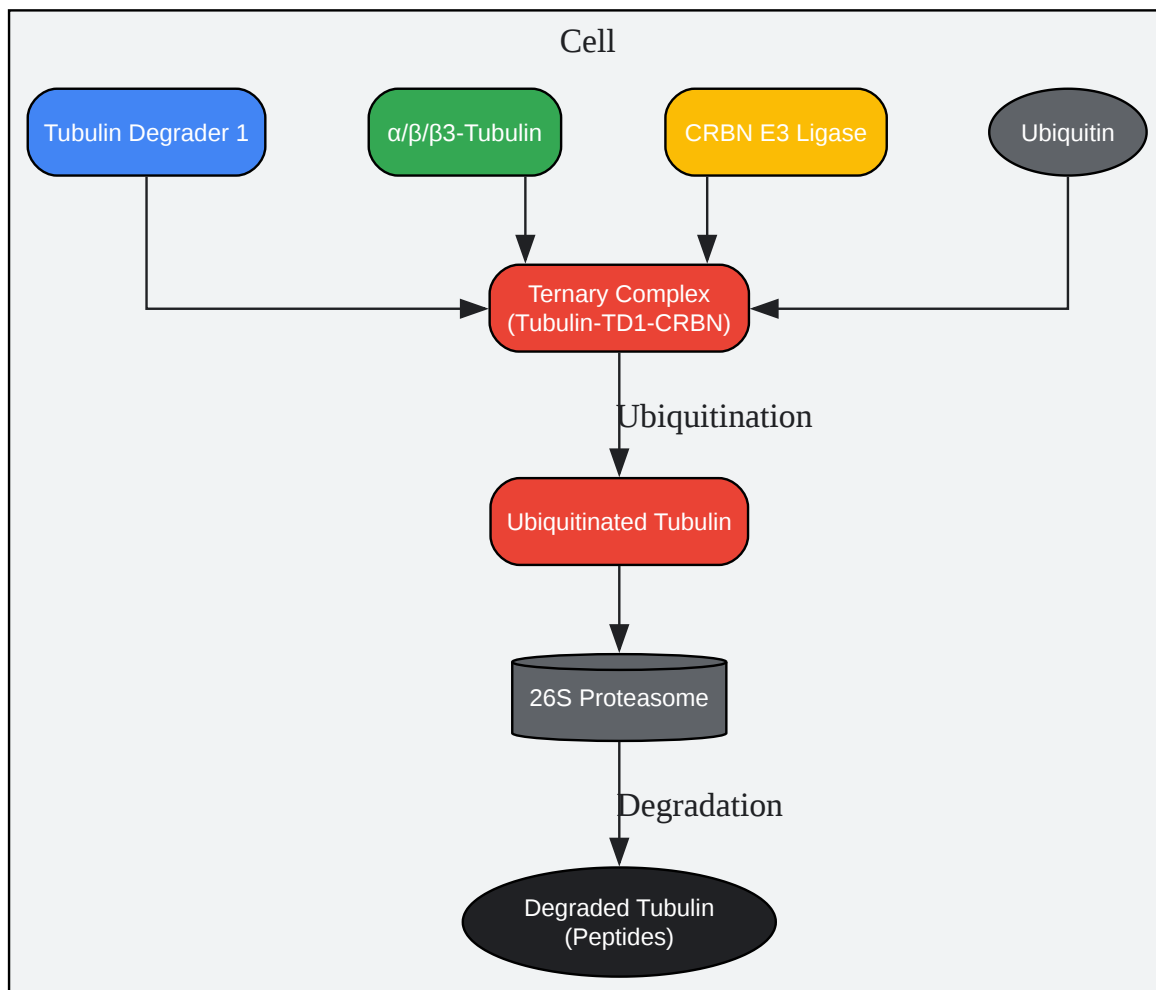 Cell
Tubulin Degrader 1
α/β/β3-Tubulin
CRBN E3 Ligase
Ubiquitin
Ternary Complex
(Tubulin-TD1-CRBN)
Ubiquitination
Ubiquitinated Tubulin
26S Proteasome
Degradation
Degraded Tubulin
(Peptides)